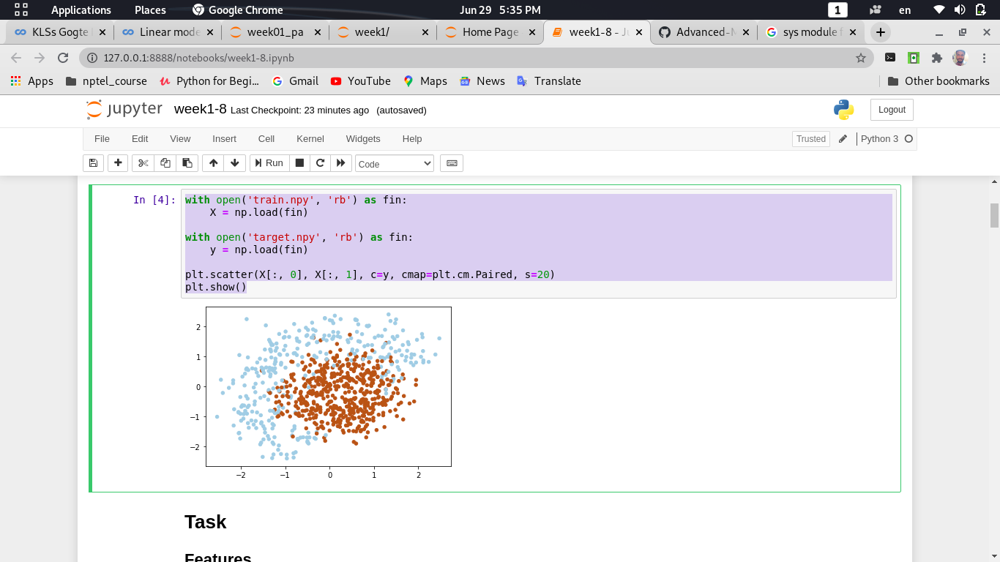 Applications Places Google Chrome Jun 29 5:35 PM 1 en
KLSs Gogte Linear mode week01_pa week1/ Home Page week1-8 - Ju Advanced-M sys module f
127.0.0.1:8888/notebooks/week1-8.ipynb
Apps nptel_course Python for Begi... Gmail YouTube Maps News Translate Other bookmarks
jupyter week1-8 Last Checkpoint: 23 minutes ago (autosaved) Logout
File Edit View Insert Cell Kernel Widgets Help Trusted Python 3
Run Code
In [4]: with open('train.npy', 'rb') as fin:
X = np.load(fin)
with open('target.npy', 'rb') as fin:
y = np.load(fin)
plt.scatter(X[:, 0], X[:, 1], c=y, cmap=plt.cm.Paired, s=20)
plt.show()
2
1
0
−1
−2
−2 −1 0 1 2
Task
Features